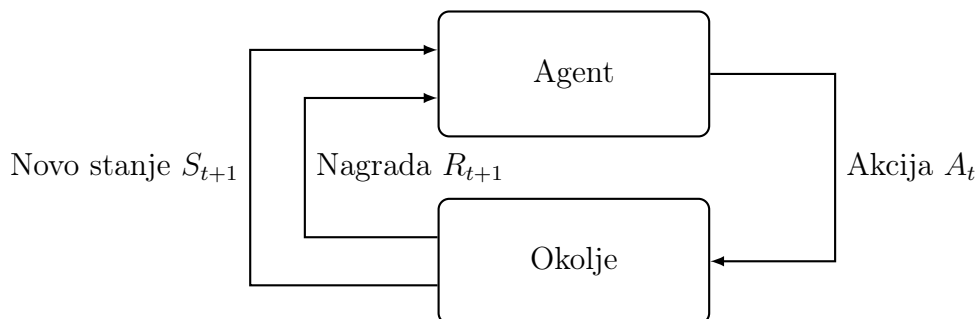 Agent
Novo stanje S_{t+1}
Nagrada R_{t+1}
Akcija A_t
Okolje